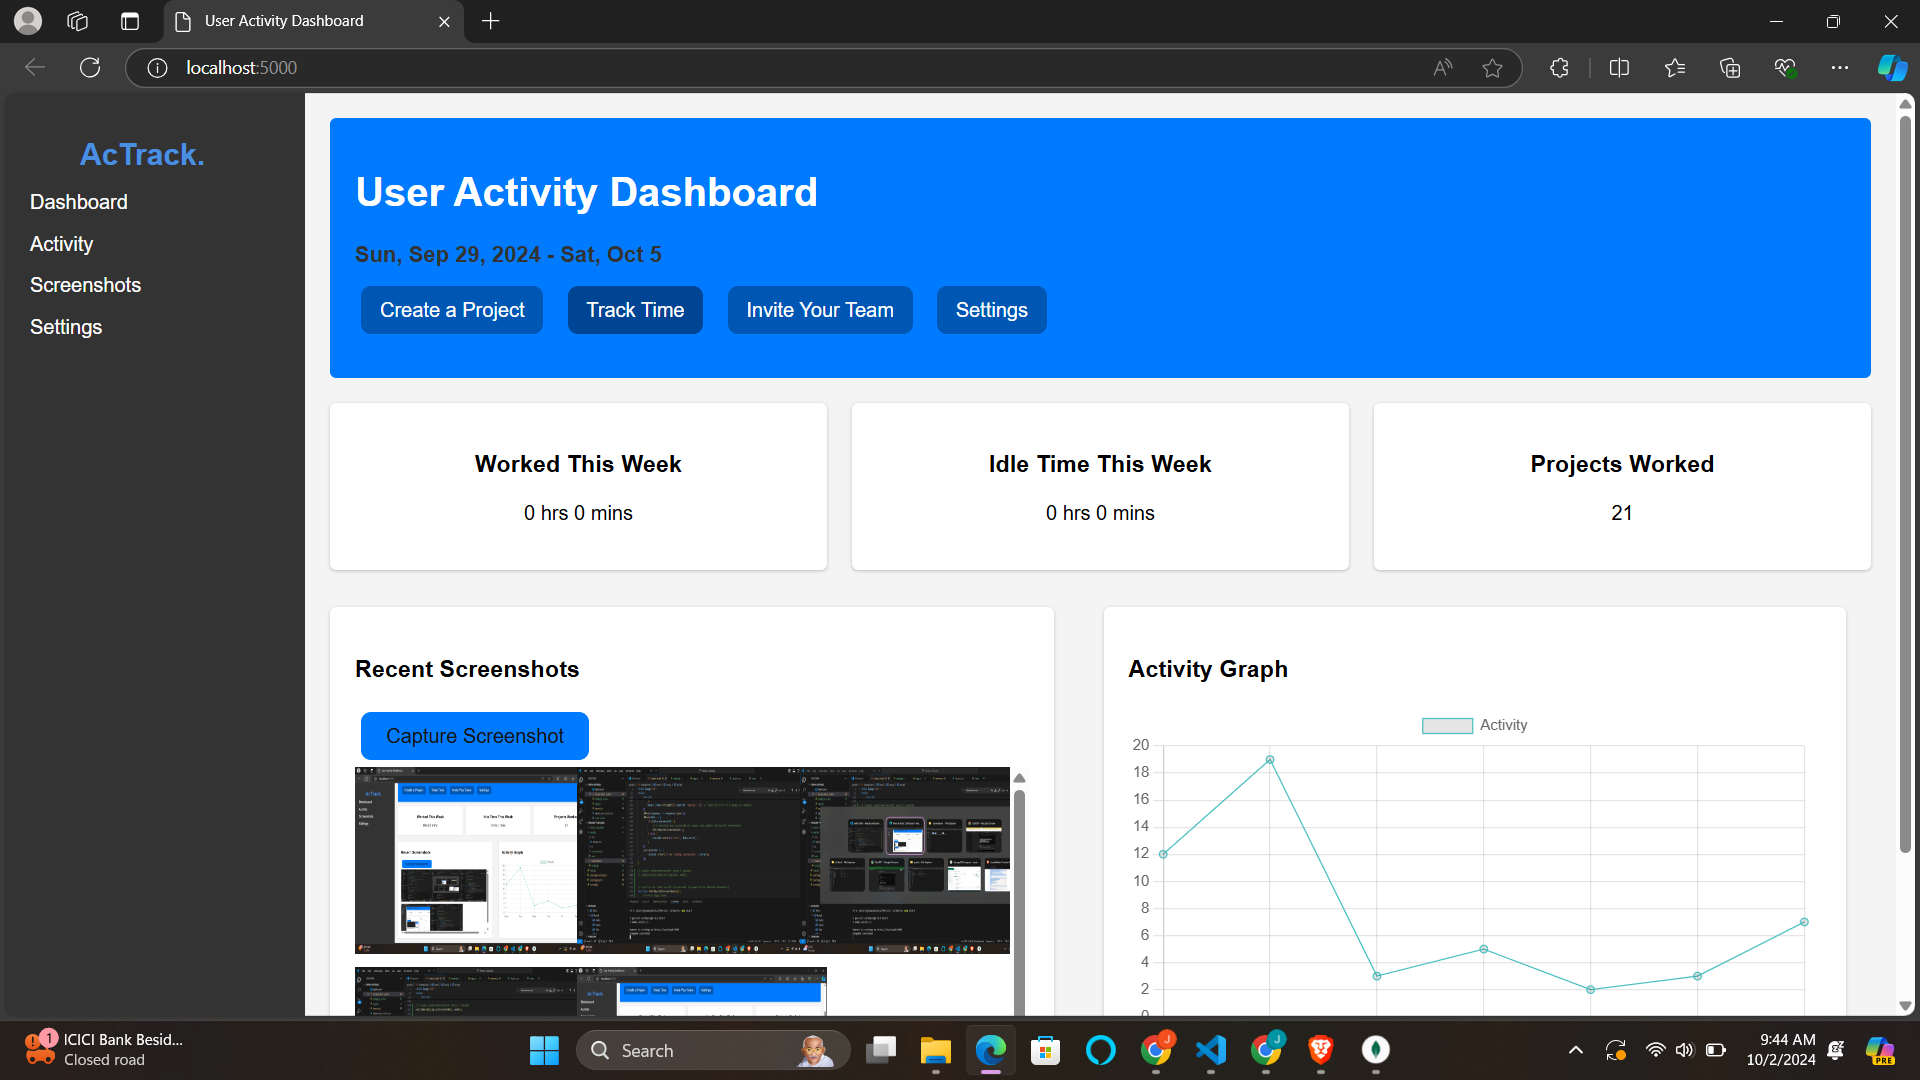 User Activity Dashboard
localhost:5000
AcTrack.
Dashboard
Activity
Screenshots
Settings
User Activity Dashboard
Sun, Sep 29, 2024 - Sat, Oct 5
Create a Project
Track Time
Invite Your Team
Settings
Worked This Week
0 hrs 0 mins
Idle Time This Week
0 hrs 0 mins
Projects Worked
21
Recent Screenshots
Capture Screenshot
Activity Graph
Activity
20
18
16
14
12
10
8
6
4
2
0
1
ICICI Bank Besid...
Closed road
Search
J
J
PRE
9:44 AM
10/2/2024